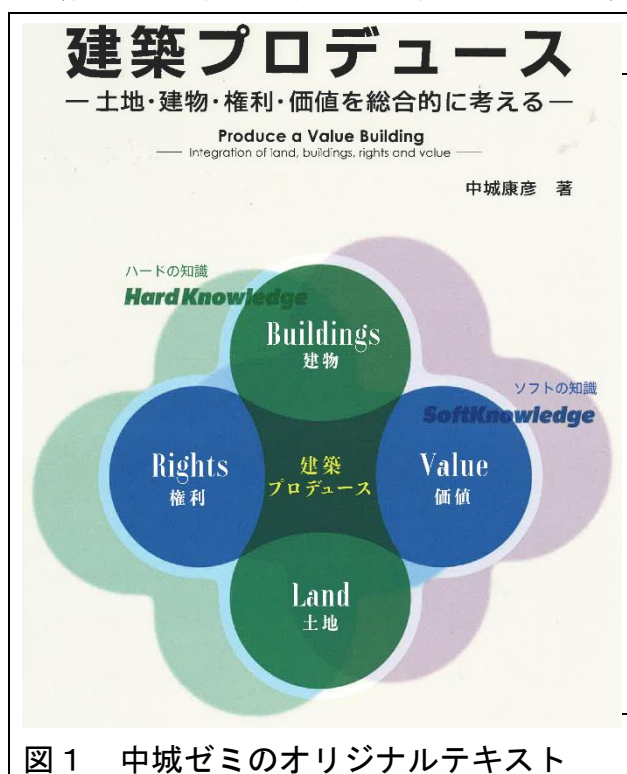 建築プロデュース
―土地・建物・権利・価値を総合的に考える―
Produce a Value Building
Integration of land, buildings, rights and value
中城康彦 著
ハードの知識
Hard Knowledge
Buildings
建物
ソフトの知識
SoftKnowledge
Rights
権利
建築
プロデュース
Value
価値
Land
土地
図1 中城ゼミのオリジナルテキスト